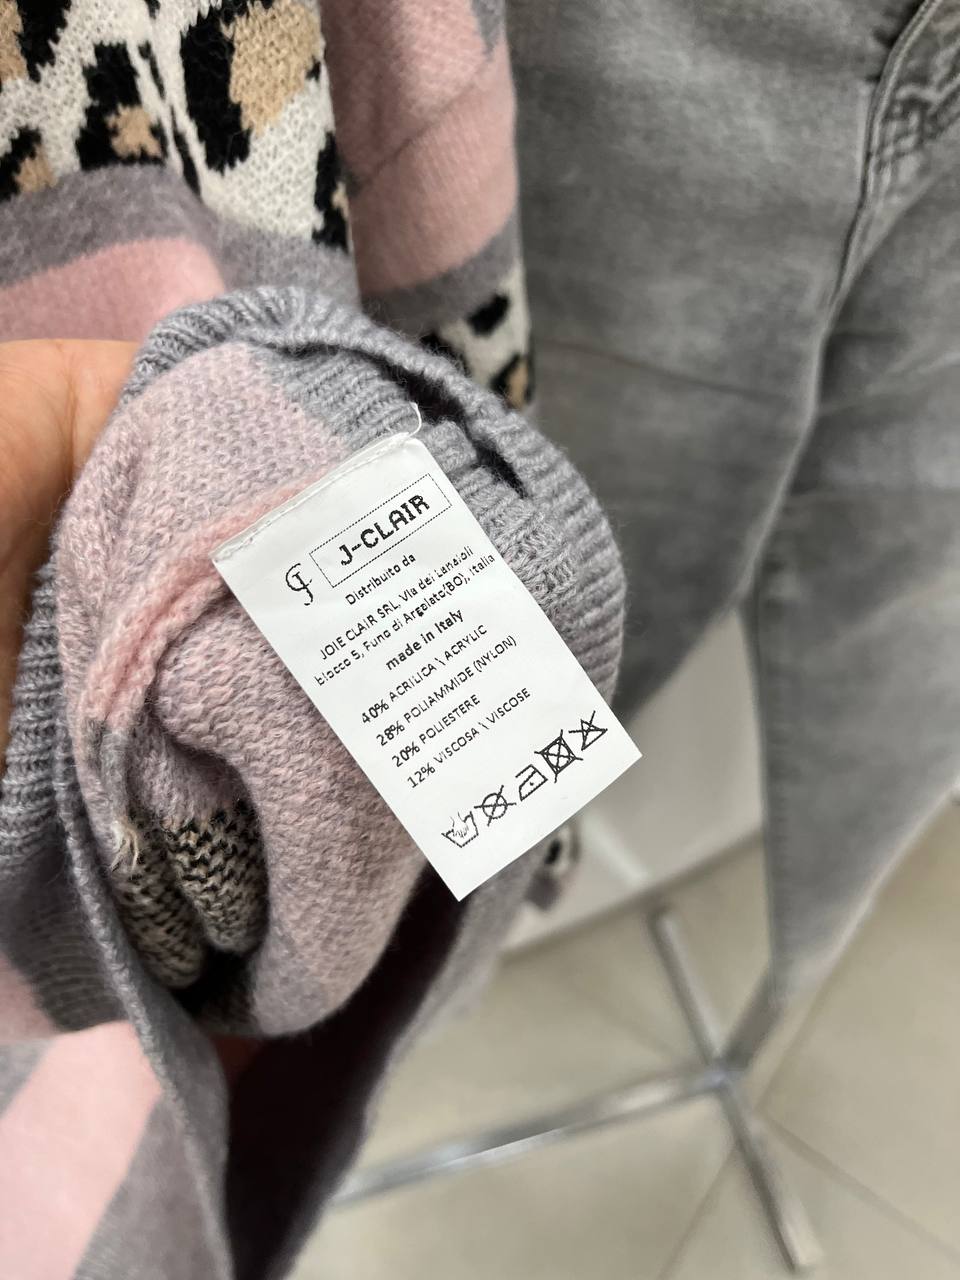 J-CLAIR
Distribuito da
JOIE CLAIR SRL, Via dei Lanaioli
blocco 5, Funo di Argelato(BO), Italia
made in Italy
40% ACRILICA \ ACRYLIC
28% POLIAMMIDE (NYLON)
20% POLIESTERE
12% VISCOSA \ VISCOSE